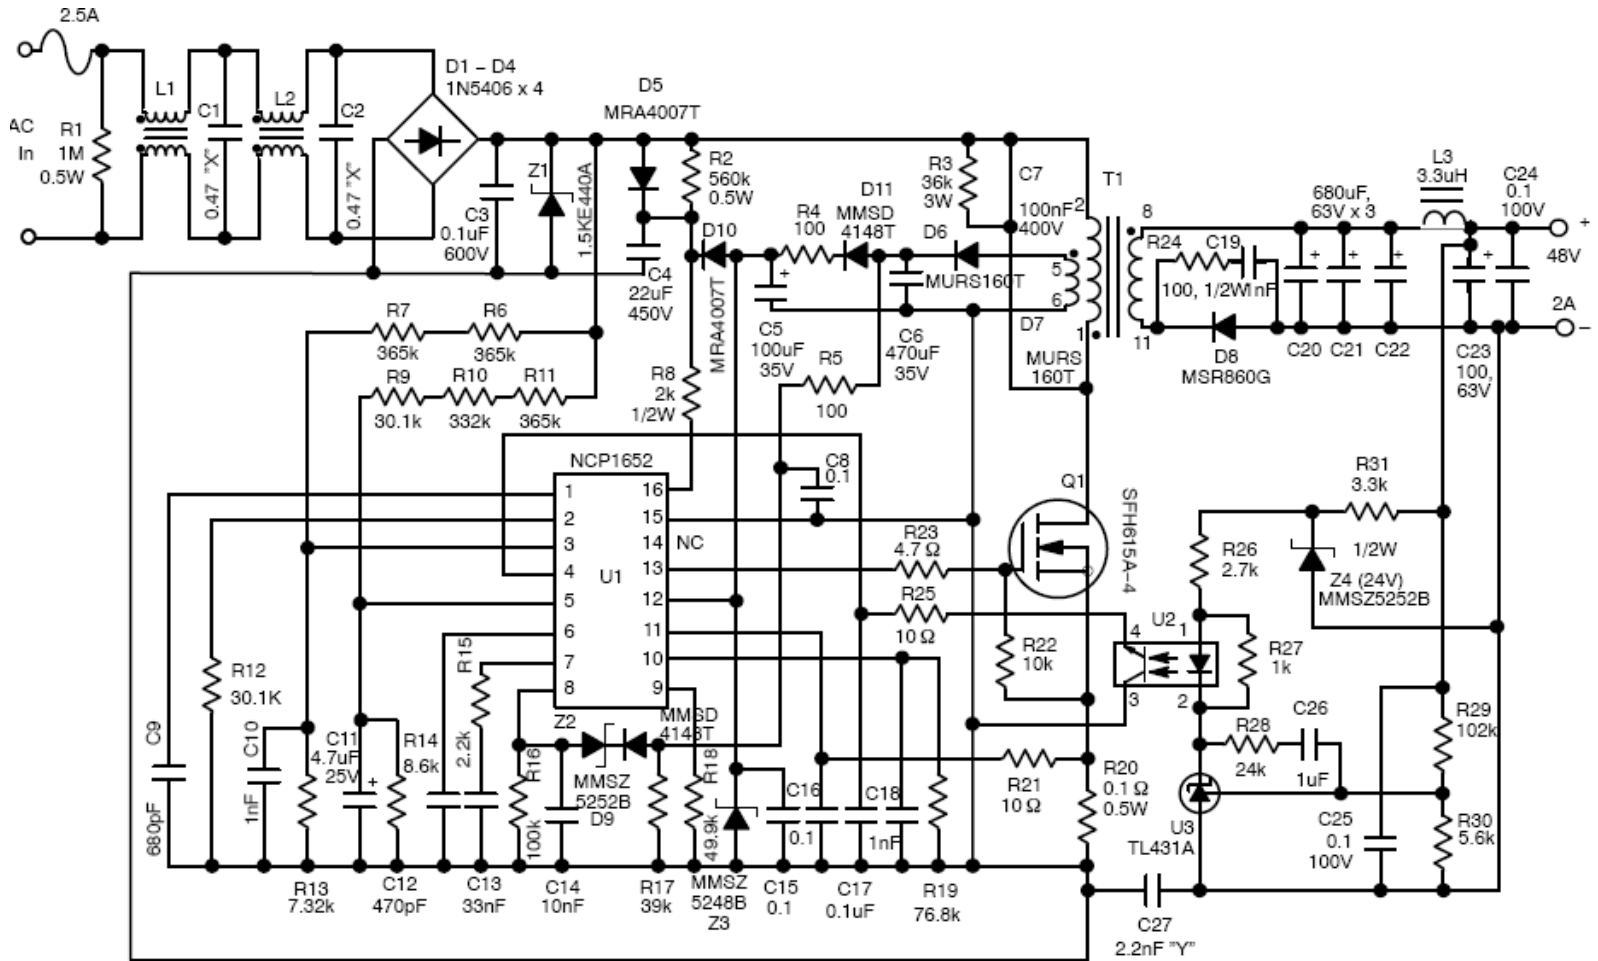 2.5A
D1 – D4
1N5406 x 4
D5
MRA4007T
L1
C1
L2
C2
AC
In
R1
1M
0.5W
0.47 "X"
0.47 "X"
C3
0.1uF
600V
Z1
1.5KE440A
R2
560k
0.5W
D10
MRA4007T
C4
22uF
450V
R4
100
D11
MMSD
4148T
D6
MURS160T
R3
36k
3W
C7
100nF
400V
T1
2
5
6
1
8
11
D7
MURS
160T
R24
C19
100, 1/2W
1nF
680uF,
63V x 3
L3
3.3uH
C24
0.1
100V
+
48V
2A
–
+
+
+
+
C20
C21
C22
C23
100,
63V
D8
MSR860G
R7
365k
R6
365k
R9
30.1k
R10
332k
R11
365k
R8
2k
1/2W
+
C5
100uF
35V
R5
100
C6
470uF
35V
NCP1652
U1
1
2
3
4
5
6
7
8
16
15
14
13
12
11
10
9
NC
C8
0.1
Q1
SFH615A-4
R23
4.7 Ω
R25
10 Ω
R22
10k
U2
4
1
3
2
R26
2.7k
R27
1k
R31
3.3k
1/2W
Z4 (24V)
MMSZ5252B
R28
24k
C26
1uF
R29
102k
R30
5.6k
C25
0.1
100V
U3
TL431A
R20
0.1 Ω
0.5W
R21
10 Ω
C9
680pF
R12
30.1K
C10
1nF
C11
4.7uF
25V
+
R14
8.6k
R15
2.2k
R16
100k
Z2
MMSZ
5252B
D9
MMSD
4148T
R18
49.9k
C16
0.1
C18
1nF
R13
7.32k
C12
470pF
C13
33nF
C14
10nF
R17
39k
MMSZ
5248B
Z3
C15
0.1
C17
0.1uF
R19
76.8k
C27
2.2nF "Y"